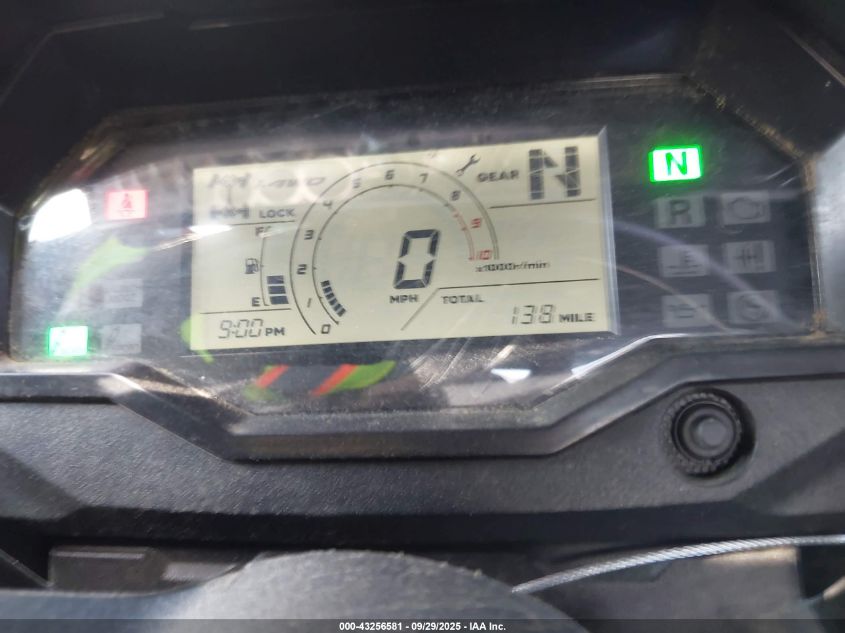 4WD LOCK
GEAR N
N
P
F
E
0 1 2 3 4 5 6 7 8 9 10
x1000r/min
0
MPH
TOTAL
138 MILE
9:00 PM
000-43256581 | 09/29/2025 - IAA Inc.